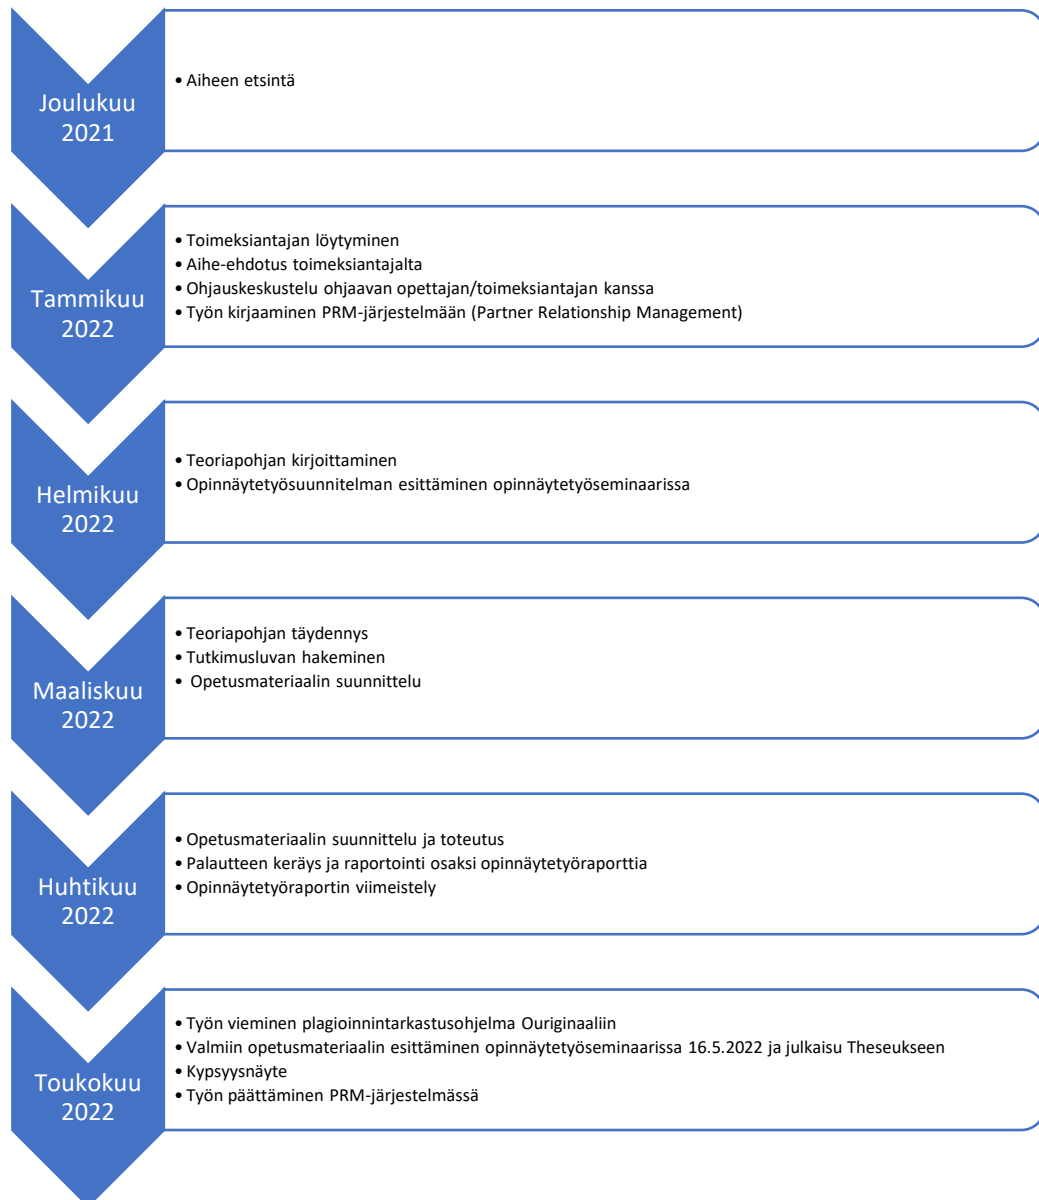 Joulukuu
2021
• Aiheen etsintä
Tammikuu
2022
• Toimeksiantajan löytyminen
• Aihe-ehdotus toimeksiantajalta
• Ohjauskeskustelu ohjaavan opettajan/toimeksiantajan kanssa
• Työn kirjaaminen PRM-järjestelmään (Partner Relationship Management)
Helmikuu
2022
• Teoriapohjan kirjoittaminen
• Opinnäytetyösuunnitelman esittäminen opinnäytetyöseminaarissa
Maaliskuu
2022
• Teoriapohjan täydennys
• Tutkimusluvan hakeminen
• Opetusmateriaalin suunnittelu
Huhtikuu
2022
• Opetusmateriaalin suunnittelu ja toteutus
• Palautteen keräys ja raportointi osaksi opinnäytetyöraporttia
• Opinnäytetyöraportin viimeistely
Toukokuu
2022
• Työn vieminen plagioinnintarkastusohjelma Ouriginaaliin
• Valmiin opetusmateriaalin esittäminen opinnäytetyöseminaarissa 16.5.2022 ja julkaisu Theseukseen
• Kypsyysnäyte
• Työn päättäminen PRM-järjestelmässä